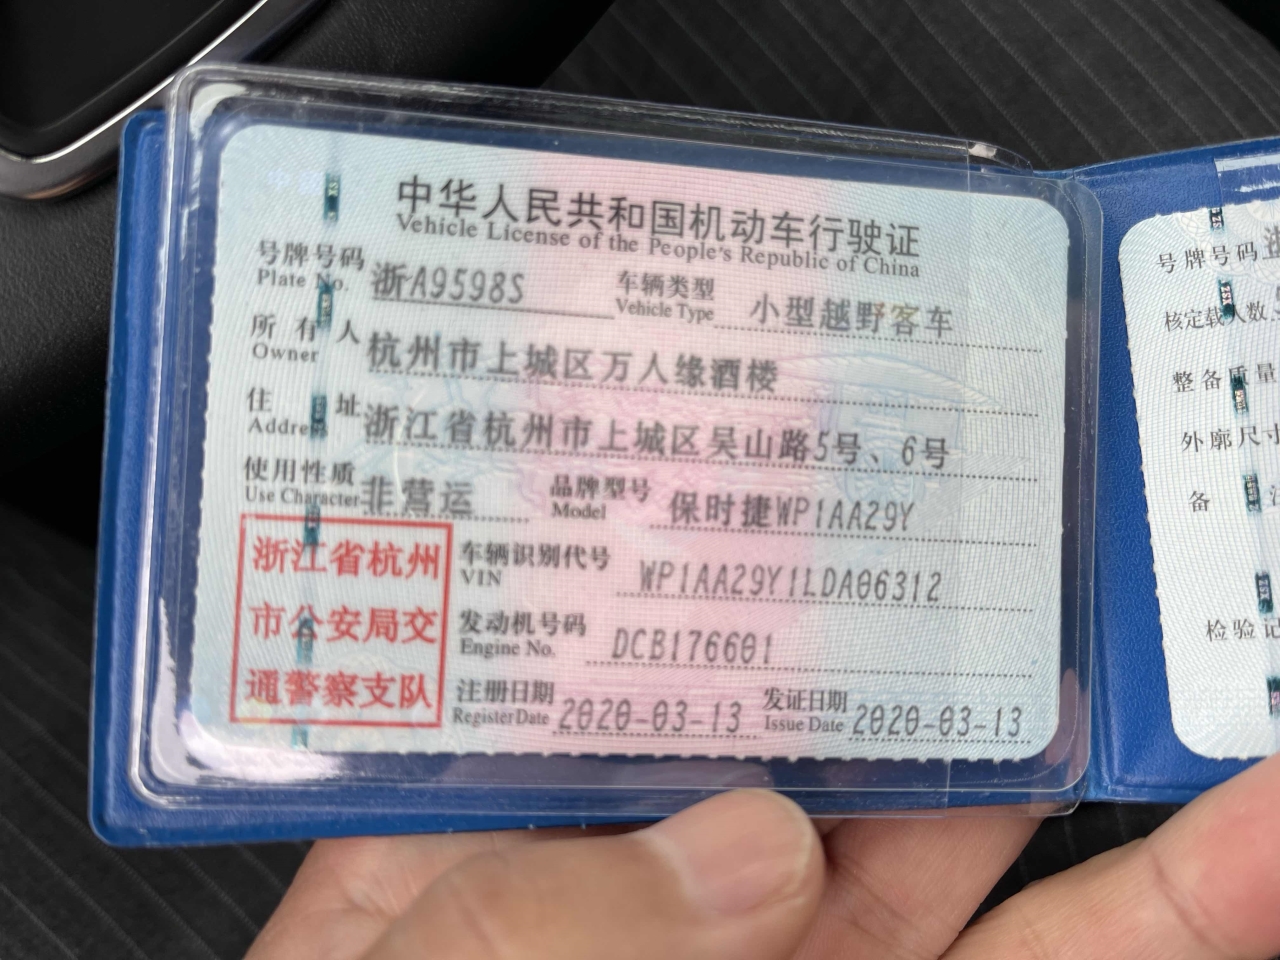 中华人民共和国机动车行驶证
Vehicle License of the People's Republic of China
号牌号码 浙A9598S 车辆类型 小型越野客车
Plate No. Vehicle Type
所有人 杭州市上城区万人缘酒楼
Owner
住址 浙江省杭州市上城区吴山路5号、6号
Address
使用性质 非营运 品牌型号 保时捷WP1AA29Y
Use Character Model
浙江省杭州
市公安局交
通警察支队
车辆识别代号 WP1AA29Y1LDA06312
VIN
发动机号码 DCB176601
Engine No.
注册日期 2020-03-13 发证日期 2020-03-13
Register Date Issue Date
号牌号码
核定载人数
整备质量
外廓尺寸
备
检验记